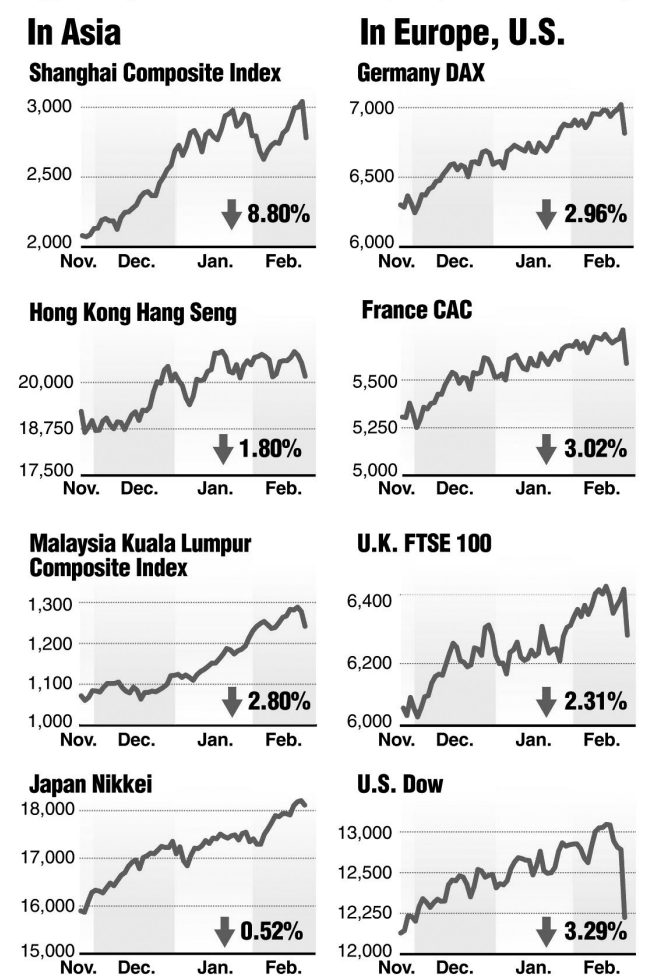 In Asia
Shanghai Composite Index
3,000
2,500
2,000
8.80%
Nov. Dec. Jan. Feb.
Hong Kong Hang Seng
20,000
18,750
17,500
1.80%
Nov. Dec. Jan. Feb.
Malaysia Kuala Lumpur
Composite Index
1,300
1,200
1,100
1,000
2.80%
Nov. Dec. Jan. Feb.
Japan Nikkei
18,000
17,000
16,000
15,000
0.52%
Nov. Dec. Jan. Feb.
In Europe, U.S.
Germany DAX
7,000
6,500
6,000
2.96%
Nov. Dec. Jan. Feb.
France CAC
5,500
5,250
5,000
3.02%
Nov. Dec. Jan. Feb.
U.K. FTSE 100
6,400
6,200
6,000
2.31%
Nov. Dec. Jan. Feb.
U.S. Dow
13,000
12,500
12,250
12,000
3.29%
Nov. Dec. Jan. Feb.